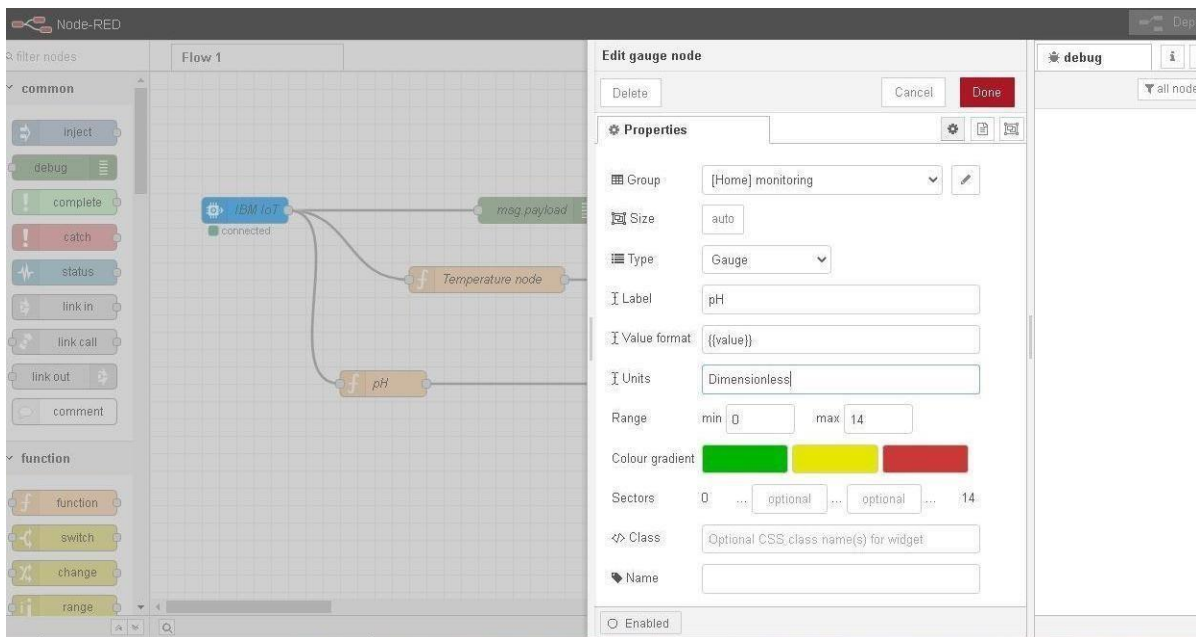 Node-RED
Dep
filter nodes
Flow 1
Edit gauge node
debug
i
common
Delete
Cancel
Done
all node
inject
Properties
debug
Group
[Home] monitoring
complete
IBM IoT
msg.payload
Size
auto
catch
connected
status
Temperature node
Type
Gauge
link in
Label
pH
link call
Value format
{{value}}
link out
pH
Units
Dimensionless
comment
Range
min
0
max
14
function
Colour gradient
function
Sectors
0
...
optional
...
optional
...
14
switch
Class
Optional CSS class name(s) for widget
change
Name
range
Enabled